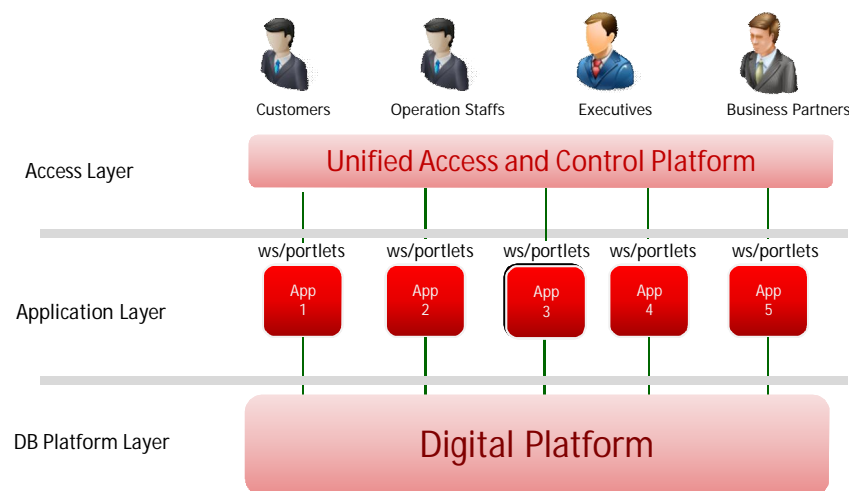 Customers
Operation Staffs
Executives
Business Partners
Access Layer
Unified Access and Control Platform
ws/portlets
ws/portlets
ws/portlets
ws/portlets
ws/portlets
Application Layer
App
1
App
2
App
3
App
4
App
5
DB Platform Layer
Digital Platform